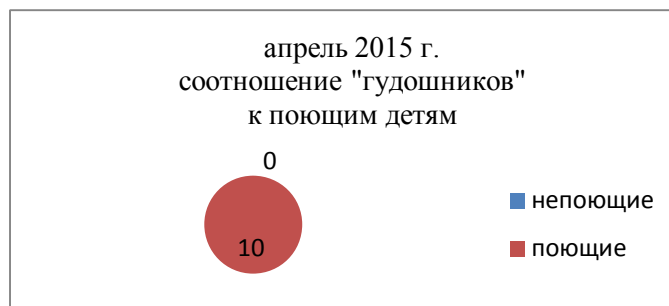 апрель 2015 г.
соотношение "гудошников"
к поющим детям
0
10
непоющие
поющие